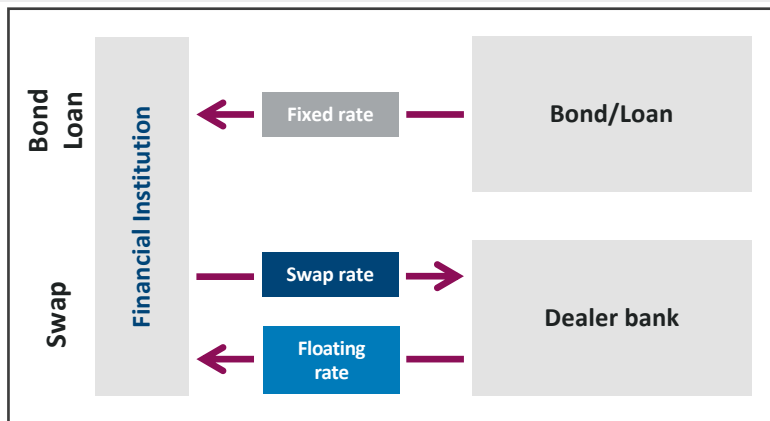 Bond
Loan
Financial Institution
Fixed rate
Bond/Loan
Swap
Swap rate
Floating
rate
Dealer bank